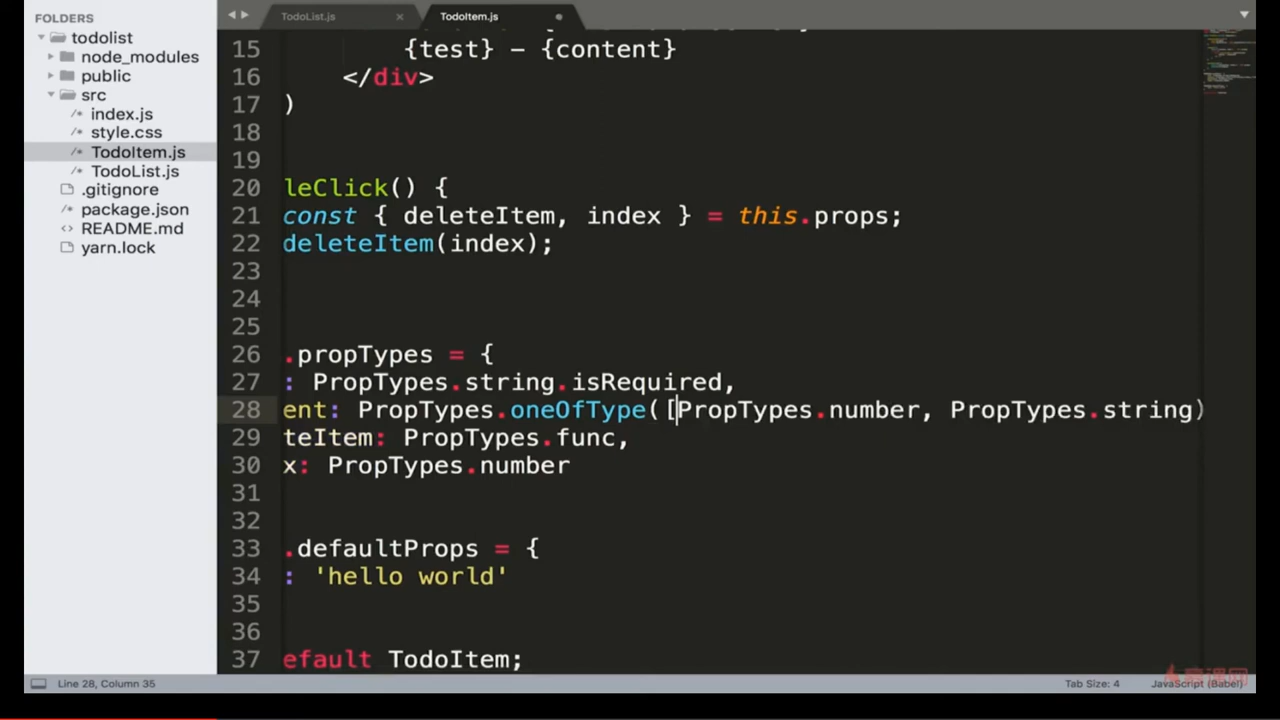 FOLDERS
todolist
node_modules
public
src
index.js
style.css
TodoItem.js
TodoList.js
.gitignore
package.json
README.md
yarn.lock
TodoList.js
TodoItem.js
15 {test} - {content}
16 </div>
17 )
18
19
20 leClick() {
21 const { deleteItem, index } = this.props;
22 deleteItem(index);
23
24
25
26 .propTypes = {
27 : PropTypes.string.isRequired,
28 ent: PropTypes.oneOfType([PropTypes.number, PropTypes.string)
29 teItem: PropTypes.func,
30 x: PropTypes.number
31
32
33 .defaultProps = {
34 : 'hello world'
35
36
37 efault TodoItem;
Line 28, Column 35
Tab Size: 4
JavaScript (Babel)
慕课网